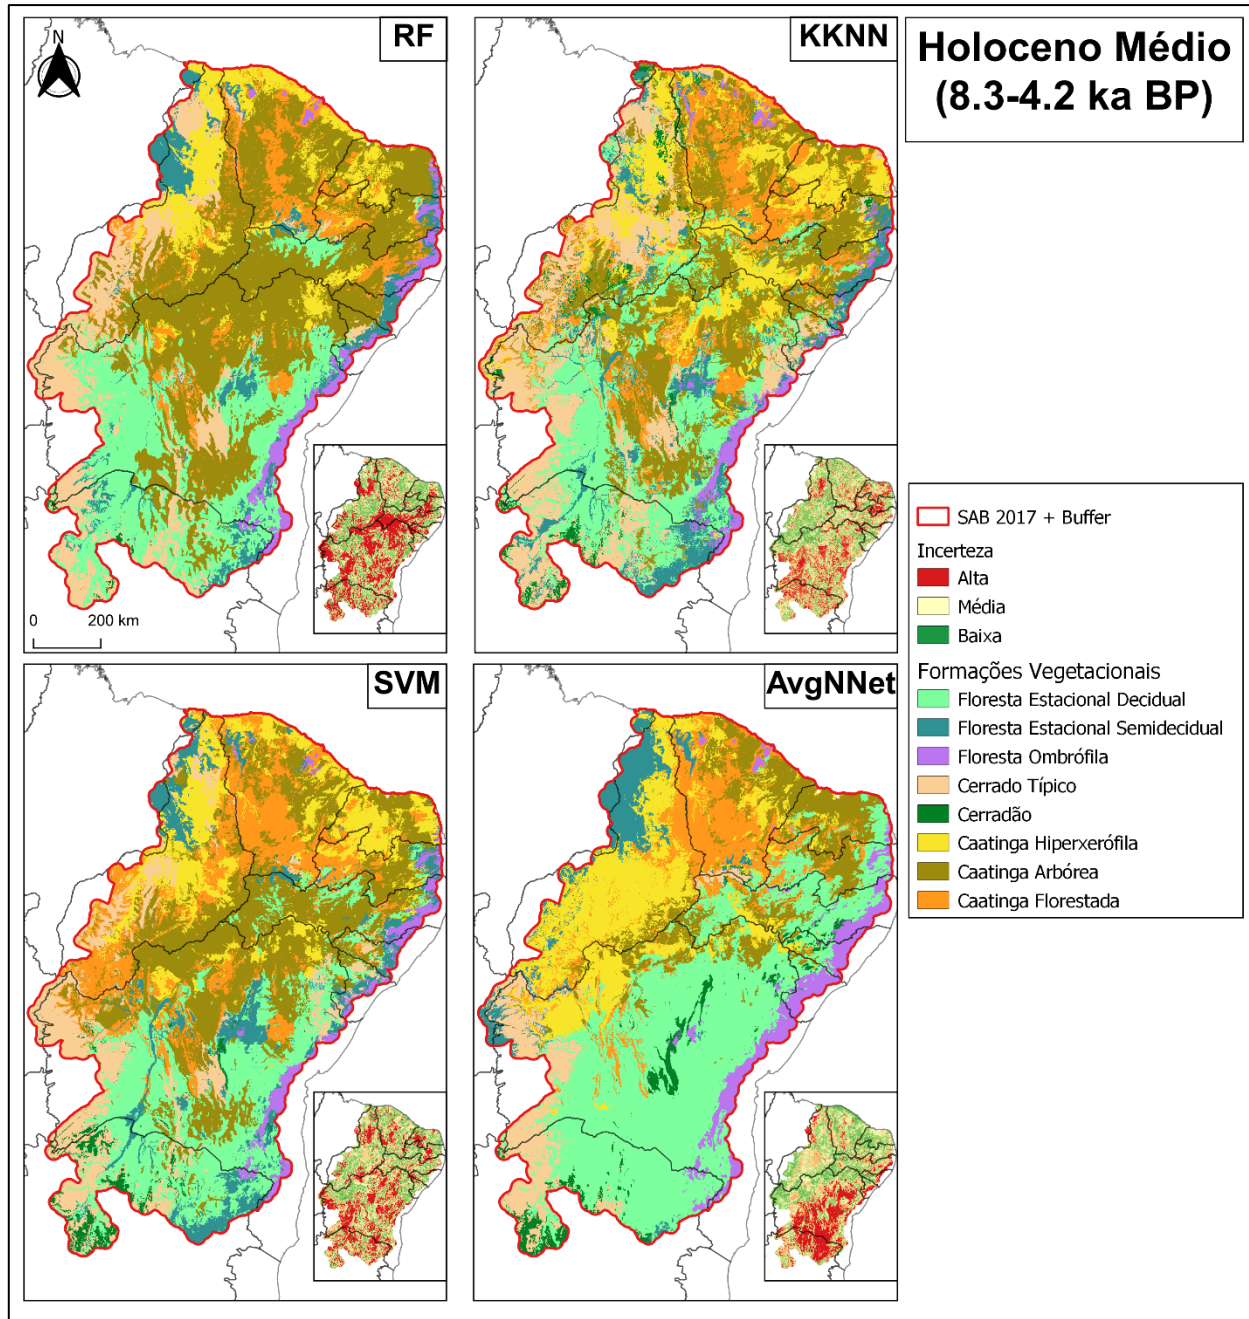 RF
N
0 200 km
KKNN
Holoceno Médio
(8.3-4.2 ka BP)
SVM
AvgNNet
SAB 2017 + Buffer
Incerteza
Alta
Média
Baixa
Formações Vegetacionais
Floresta Estacional Decidual
Floresta Estacional Semidecidual
Floresta Ombrófila
Cerrado Típico
Cerradão
Caatinga Hiperxerófila
Caatinga Arbórea
Caatinga Florestada